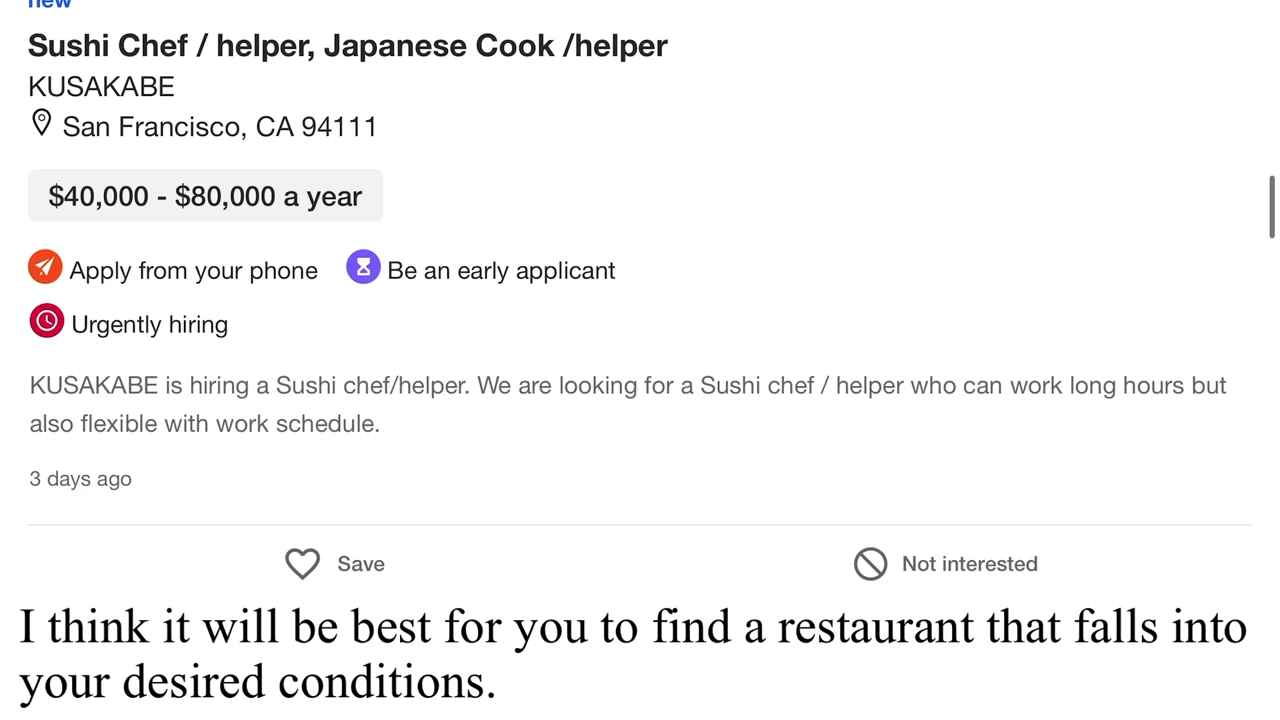 new
Sushi Chef / helper, Japanese Cook /helper
KUSAKABE
San Francisco, CA 94111
$40,000 - $80,000 a year
Apply from your phone Be an early applicant
Urgently hiring
KUSAKABE is hiring a Sushi chef/helper. We are looking for a Sushi chef / helper who can work long hours but
also flexible with work schedule.
3 days ago
Save Not interested
I think it will be best for you to find a restaurant that falls into
your desired conditions.